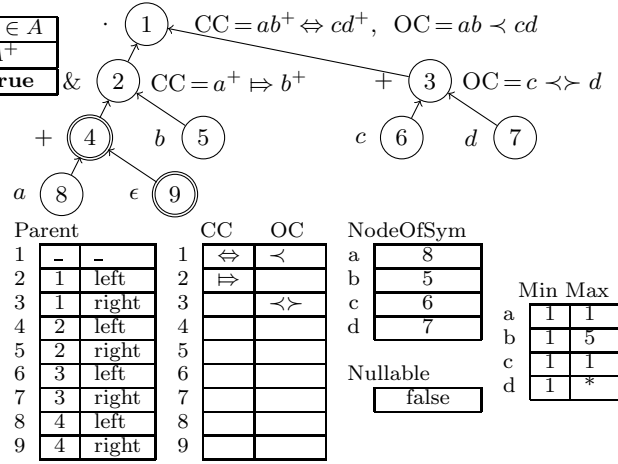 ∈ A · 1 CC = ab⁺ ⇔ cd⁺, OC = ab ≺ cd
& 2 CC = a⁺ ⤇ b⁺ + 3 OC = c ≺≻ d
+ 4 b 5 c 6 d 7
a 8 ϵ 9
Parent
1 – –
2 1 left
3 1 right
4 2 left
5 2 right
6 3 left
7 3 right
8 4 left
9 4 right
CC OC
1 ⇔ ≺
2 ⤇
3 ≺≻
4
5
6
7
8
9
NodeOfSym
a 8
b 5
c 6
d 7
Nullable
false
Min Max
a 1 1
b 1 5
c 1 1
d 1 *